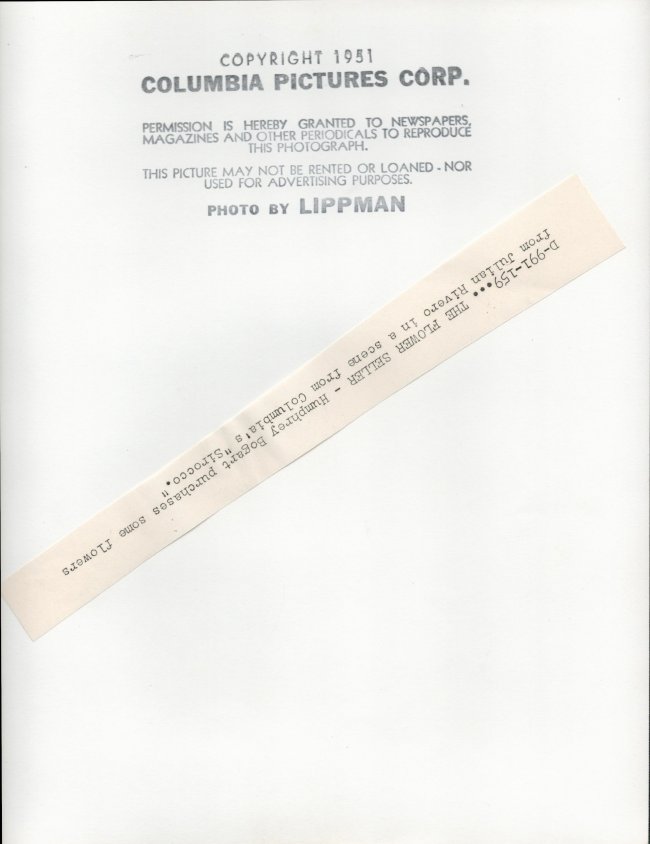 COPYRIGHT 1951
COLUMBIA PICTURES CORP.
PERMISSION IS HEREBY GRANTED TO NEWSPAPERS,
MAGAZINES AND OTHER PERIODICALS TO REPRODUCE
THIS PHOTOGRAPH.
THIS PICTURE MAY NOT BE RENTED OR LOANED - NOR
USED FOR ADVERTISING PURPOSES.
PHOTO BY LIPPMAN
D-991-159... THE FLOWER SELLER - Humphrey Bogart purchases some flowers
from Julian Rivero in a scene from Columbia's "Sirocco."